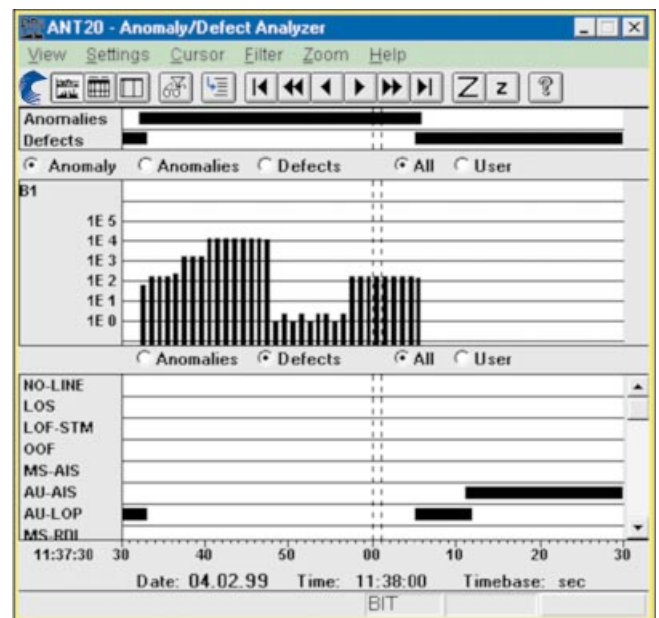 ANT20 - Anomaly/Defect Analyzer
View Settings Cursor Filter Zoom Help
Z z ?
Anomalies
Defects
Anomaly Anomalies Defects All User
B1
1E 5
1E 4
1E 3
1E 2
1E 1
1E 0
Anomalies Defects All User
NO-LINE
LOS
LOF-STM
OOF
MS-AIS
AU-AIS
AU-LOP
MS-RDI
11:37:30 30 40 50 00 10 20 30
Date: 04.02.99 Time: 11:38:00 Timebase: sec
BIT